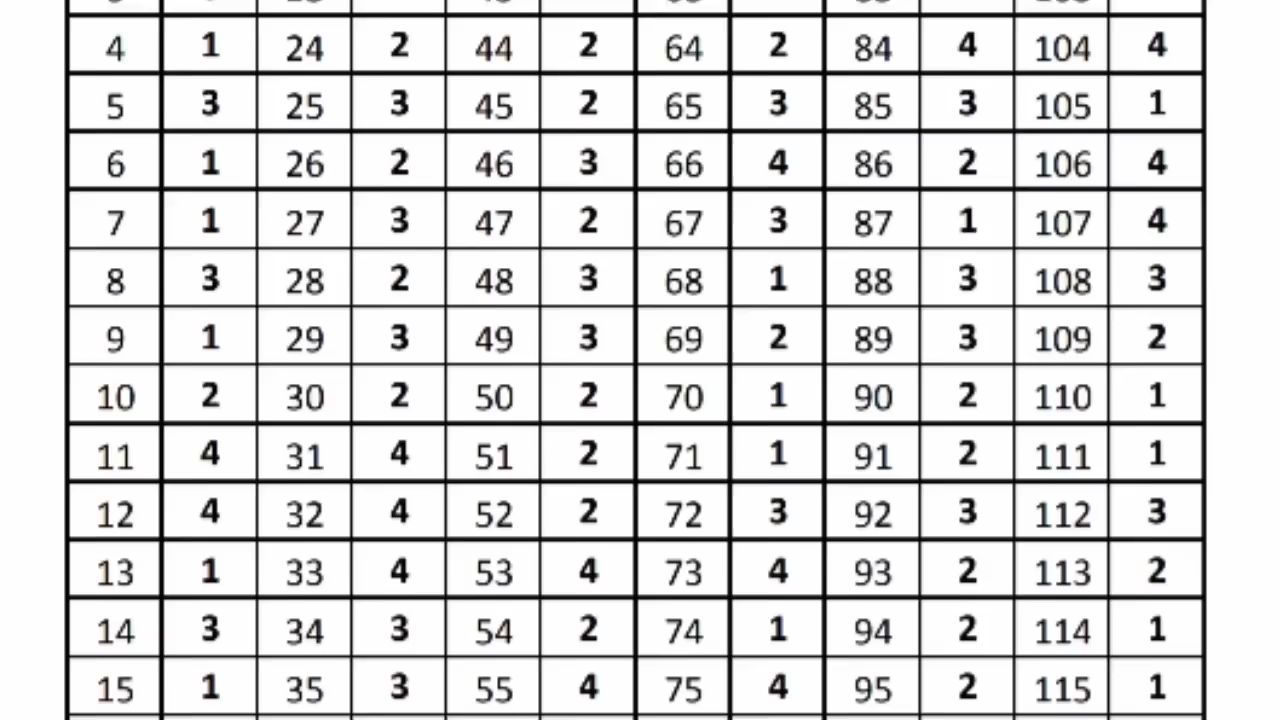 4 1 24 2 44 2 64 2 84 4 104 4
5 3 25 3 45 2 65 3 85 3 105 1
6 1 26 2 46 3 66 4 86 2 106 4
7 1 27 3 47 2 67 3 87 1 107 4
8 3 28 2 48 3 68 1 88 3 108 3
9 1 29 3 49 3 69 2 89 3 109 2
10 2 30 2 50 2 70 1 90 2 110 1
11 4 31 4 51 2 71 1 91 2 111 1
12 4 32 4 52 2 72 3 92 3 112 3
13 1 33 4 53 4 73 4 93 2 113 2
14 3 34 3 54 2 74 1 94 2 114 1
15 1 35 3 55 4 75 4 95 2 115 1